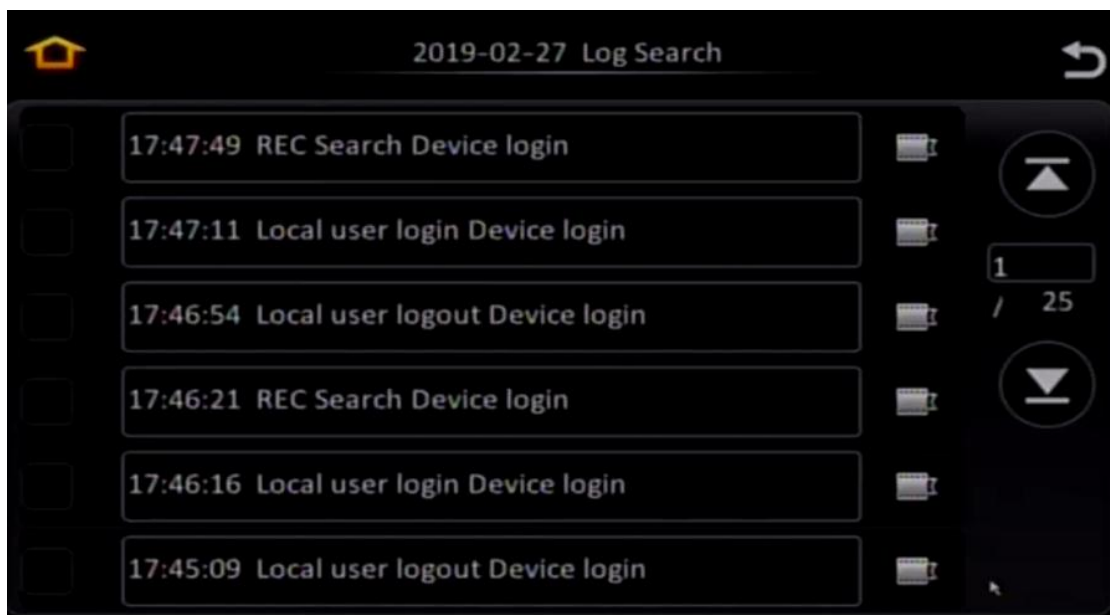 2019-02-27 Log Search
17:47:49 REC Search Device login
17:47:11 Local user login Device login
1
17:46:54 Local user logout Device login
/ 25
17:46:21 REC Search Device login
17:46:16 Local user login Device login
17:45:09 Local user logout Device login